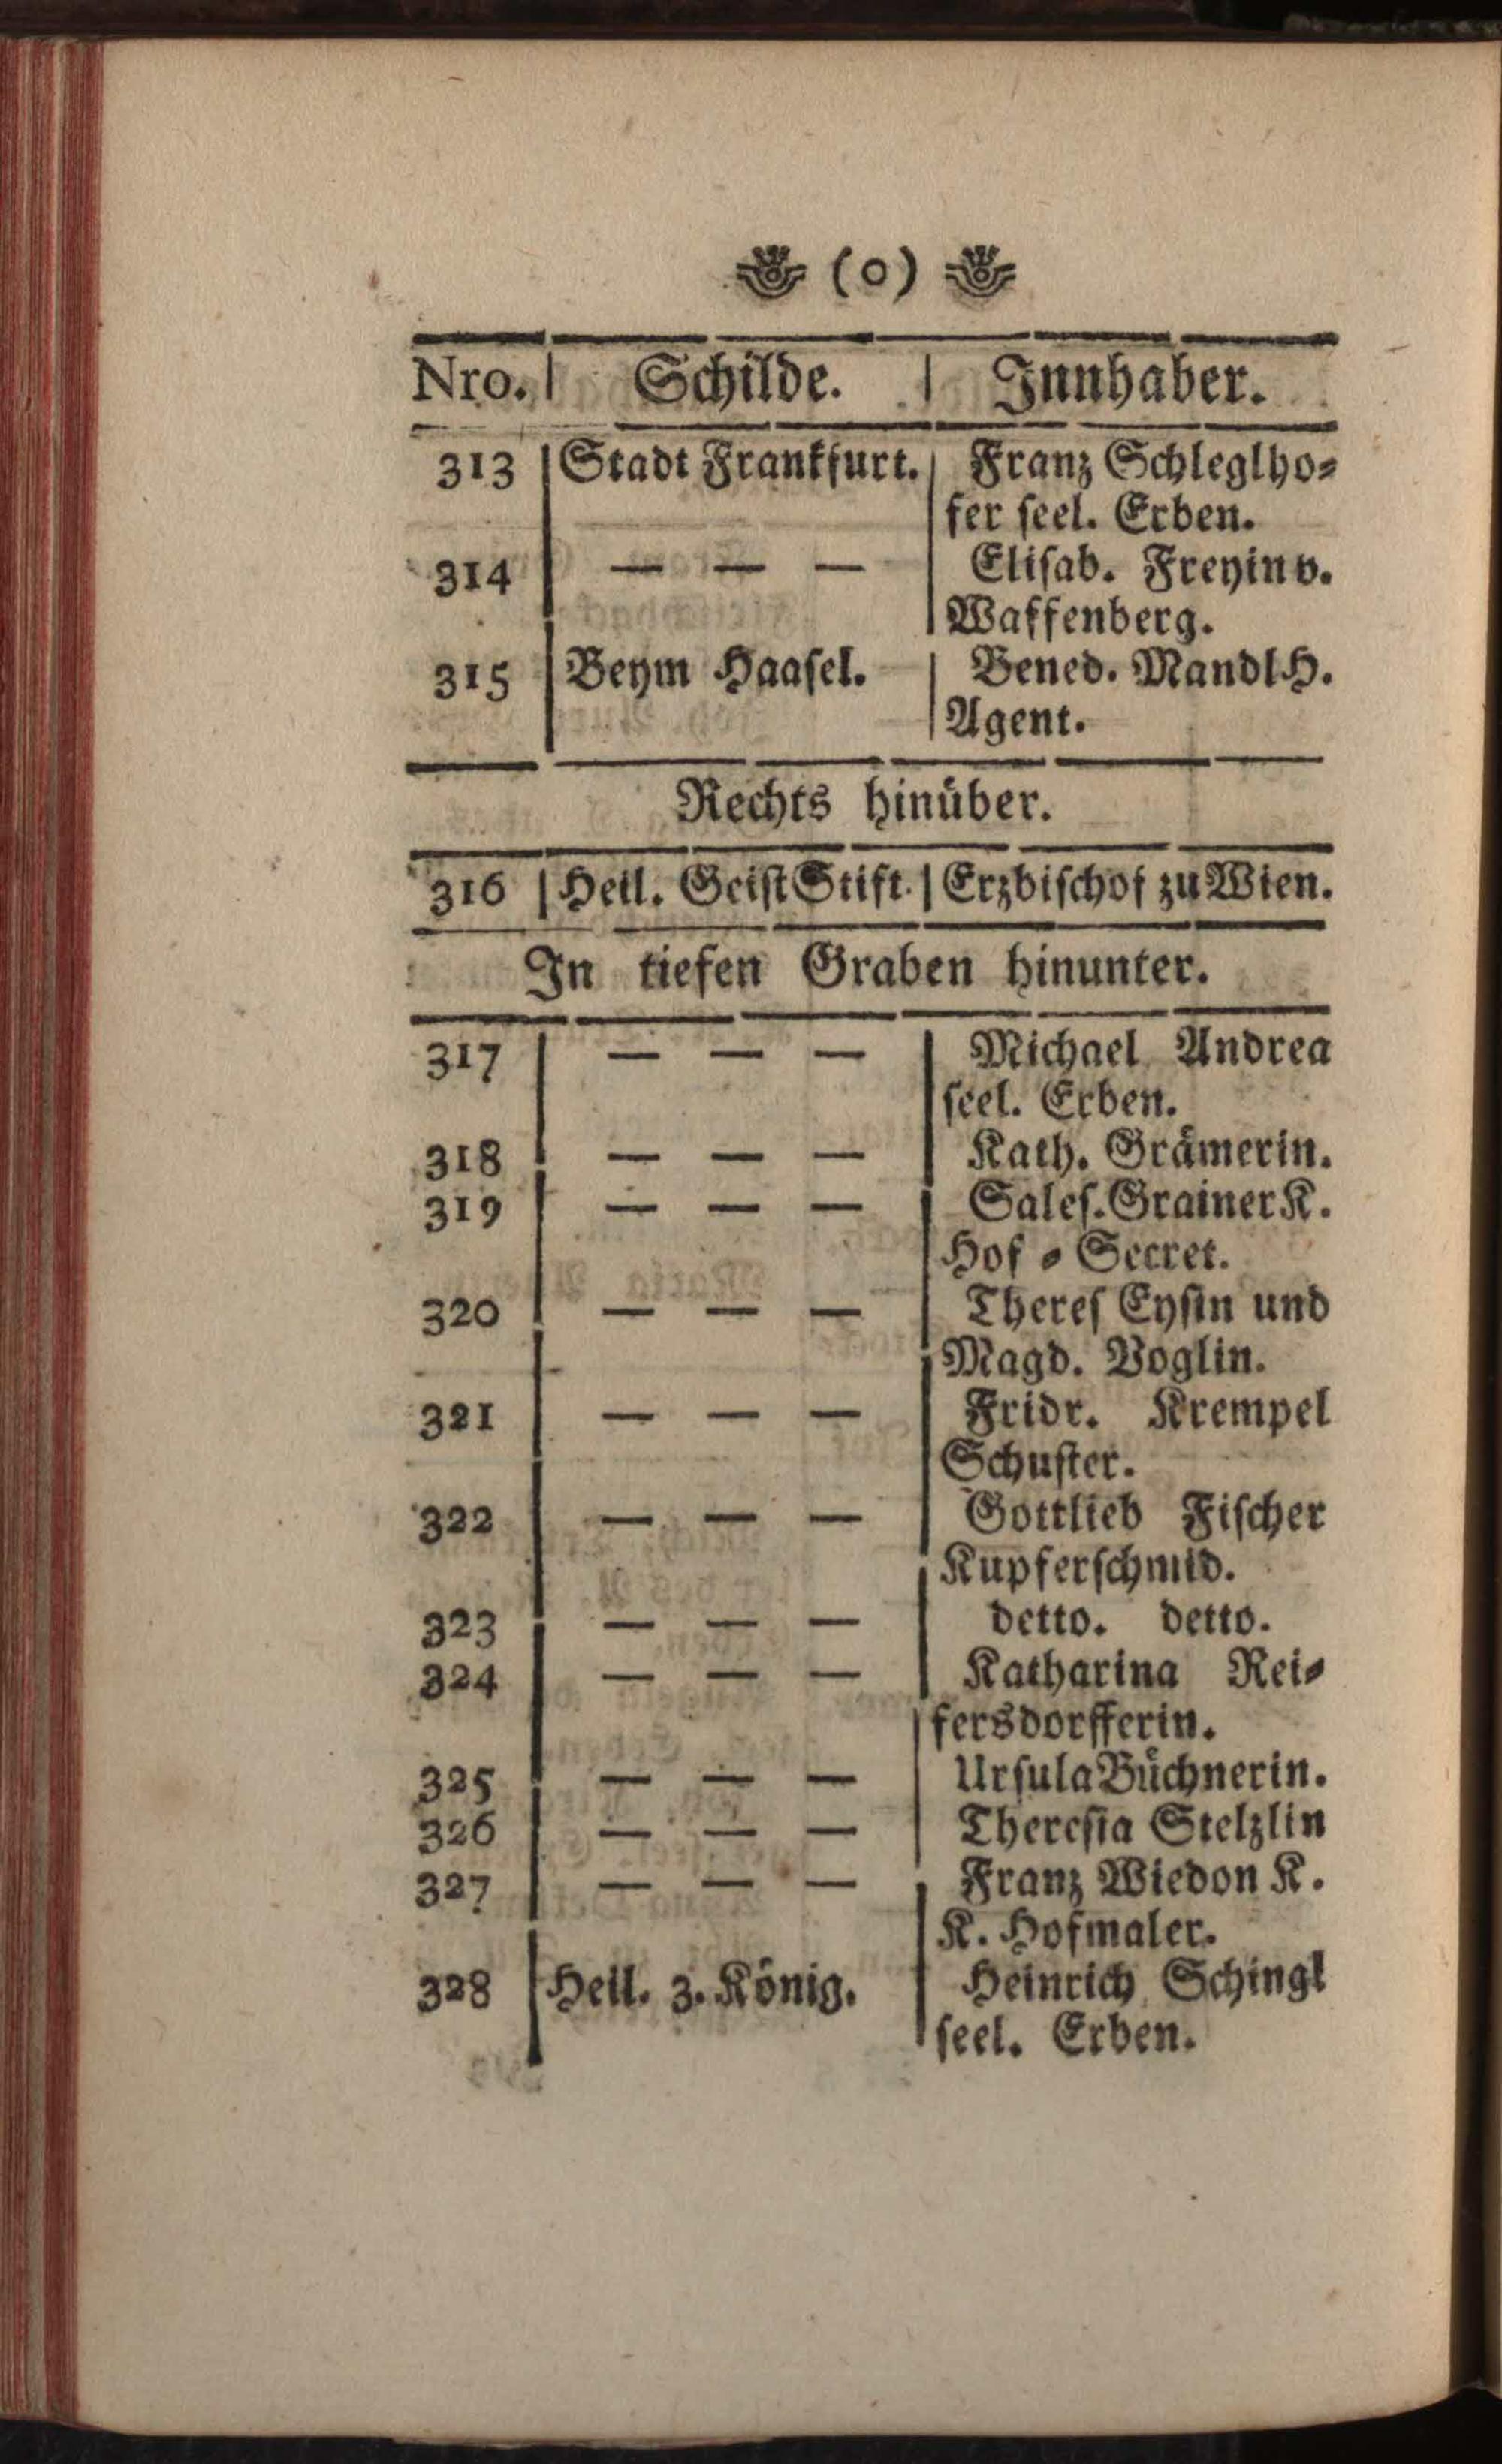 (o)
Nro. Schilde. Innhaber.
313 Stadt Frankfurt. Franz Schleglho-
fer seel. Erben.
314 — — — Elisab. Freyin v.
Waffenberg.
315 Beym Haasel. Bened. Mandl H.
Agent.
Rechts hinüber.
316 Heil. Geist Stift. Erzbischof zu Wien.
In tiefen Graben hinunter.
317 — — — Michael Andrea
seel. Erben.
318 — — — Kath. Grämerin.
319 — — — Sales. Grainer K.
Hof - Secret.
320 — — — Theres Eysin und
Magd. Voglin.
321 — — — Fridr. Krempel
Schuster.
322 — — — Gottlieb Fischer
Kupferschmid.
323 — — — detto. detto.
324 — — — Katharina Rei-
fersdorfferin.
325 — — — Ursula Büchnerin.
326 — — — Theresia Stelzlin
327 — — — Franz Wiedon K.
K. Hofmaler.
328 Heil. 3. König. Heinrich Schingl
seel. Erben.